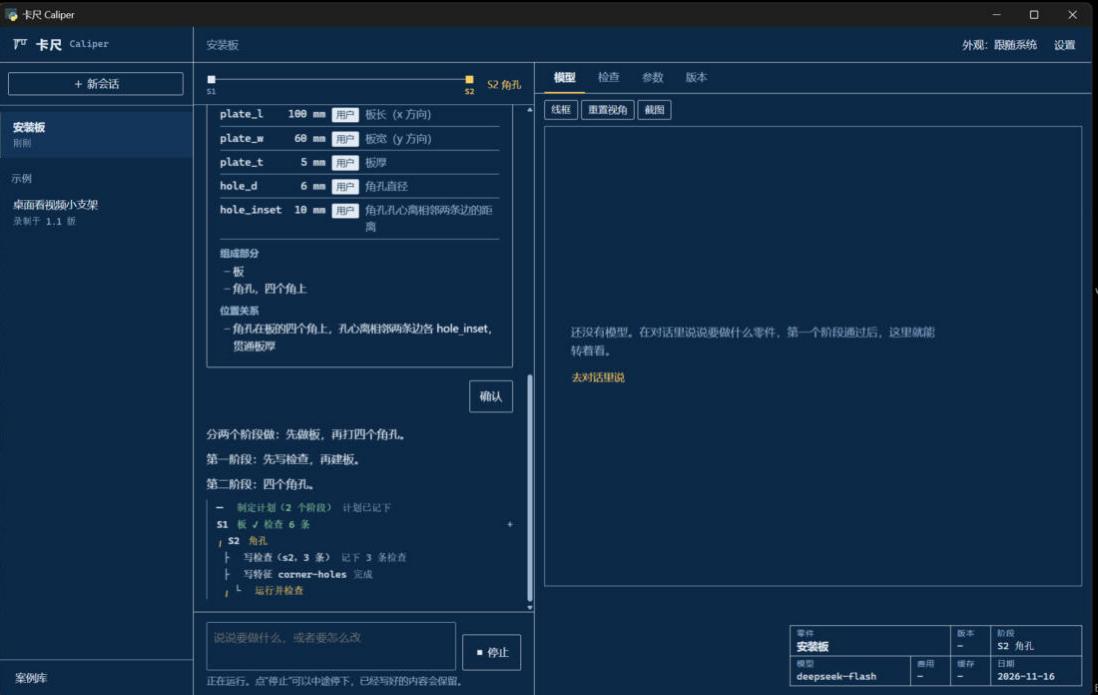 卡尺 Caliper
卡尺 Caliper
安装板
外观: 跟随系统 设置
+ 新会话
安装板
刚刚
示例
桌面看视频小支架
录制于 1.1 版
案例库
S1
S2
S2 角孔
plate_l 100 mm 用户 板长 (x 方向)
plate_w 60 mm 用户 板宽 (y 方向)
plate_t 5 mm 用户 板厚
hole_d 6 mm 用户 角孔直径
hole_inset 10 mm 用户 角孔孔心离相邻两条边的距
离
组成部分
– 板
– 角孔, 四个角上
位置关系
– 角孔在板的四个角上, 孔心离相邻两条边各 hole_inset,
贯通板厚
确认
分两个阶段做: 先做板, 再打四个角孔。
第一阶段: 先写检查, 再建板。
第二阶段: 四个角孔。
— 制定计划 (2 个阶段) 计划已记下
S1 板 ✓ 检查 6 条 +
S2 角孔
├ 写检查 (s2, 3 条) 记下 3 条检查
├ 写特征 corner-holes 完成
└ 运行并检查
说说要做什么, 或者要怎么改
■ 停止
正在运行。点“停止”可以中途停下, 已经写好的内容会保留。
模型 检查 参数 版本
线框 重置视角 截图
还没有模型。在对话里说说要做什么零件, 第一个阶段通过后, 这里就能
转着看。
去对话里说
零件 版本 阶段
安装板 – S2 角孔
模型 费用 缓存 日期
deepseek-flash – – 2026-11-16